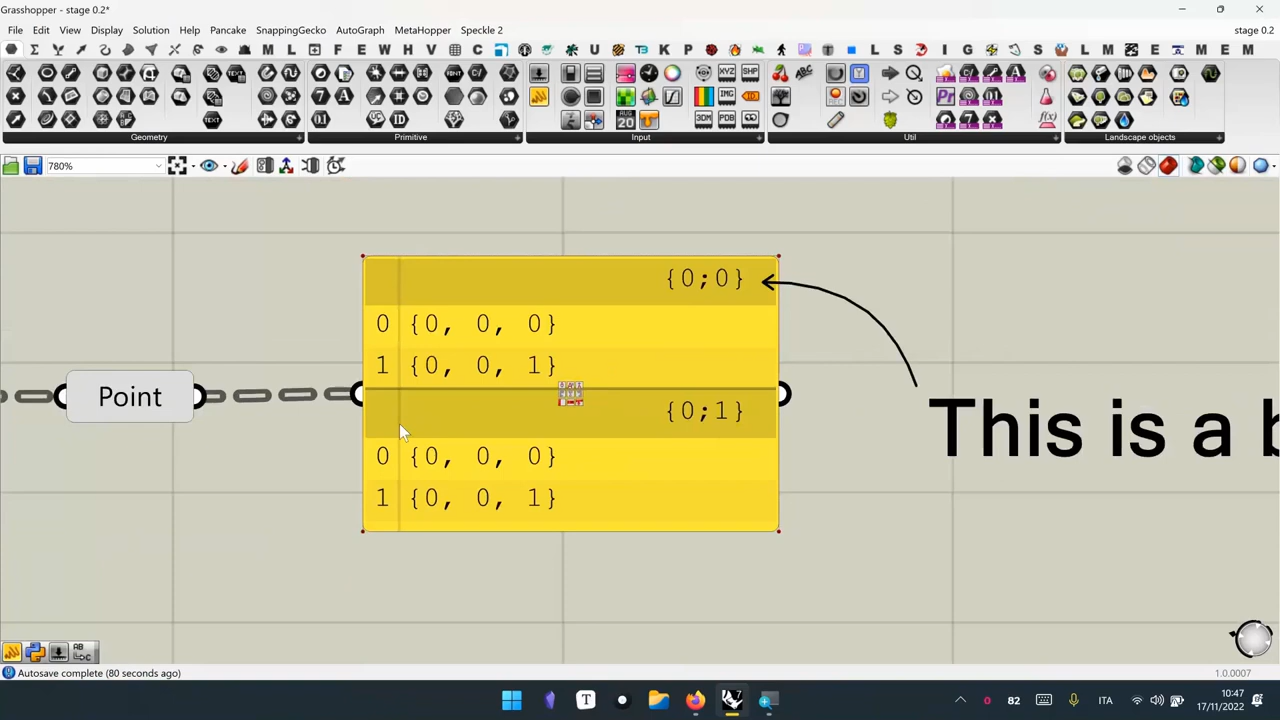 Grasshopper - stage 0.2*
File Edit View Display Solution Help Pancake SnappingGecko AutoGraph MetaHopper Speckle 2
stage 0.2
Geometry Primitive Input Util Landscape objects
780%
{0;0}
0 {0, 0, 0}
1 {0, 0, 1}
Point
{0;1}
This is a b
0 {0, 0, 0}
1 {0, 0, 1}
Autosave complete (80 seconds ago)
1.0.0007
0 82 ITA
10:47
17/11/2022